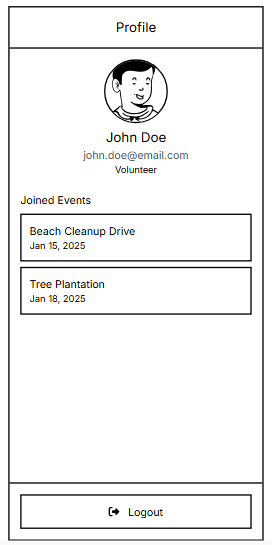 Profile
John Doe
john.doe@email.com
Volunteer
Joined Events
Beach Cleanup Drive
Jan 15, 2025
Tree Plantation
Jan 18, 2025
Logout